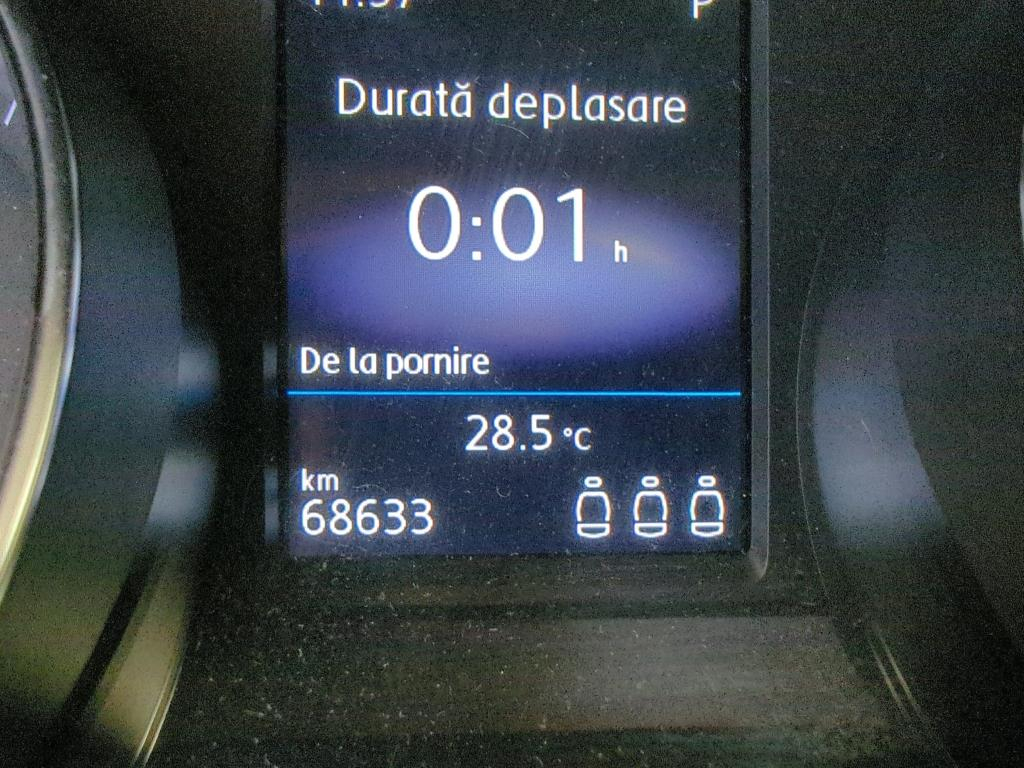 Durată deplasare
0:01 h
De la pornire
28.5 °C
km
68633